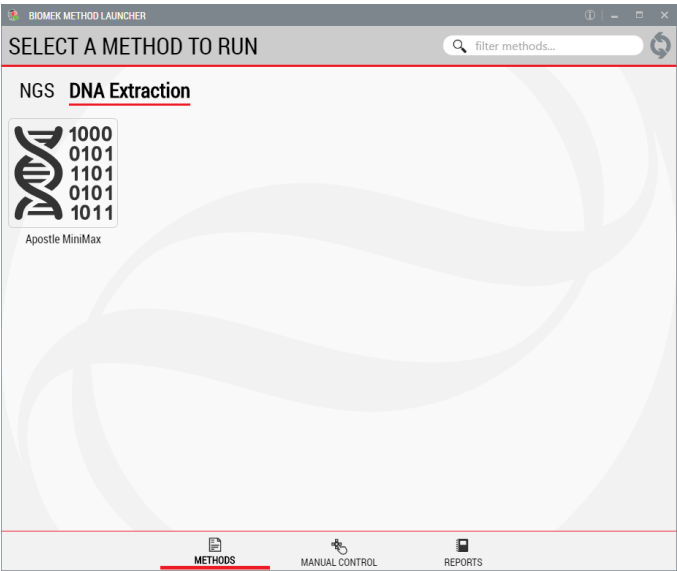 BIOMEK METHOD LAUNCHER
SELECT A METHOD TO RUN
filter methods...
NGS DNA Extraction
1000
0101
1101
0101
1011
Apostle MiniMax
METHODS MANUAL CONTROL REPORTS